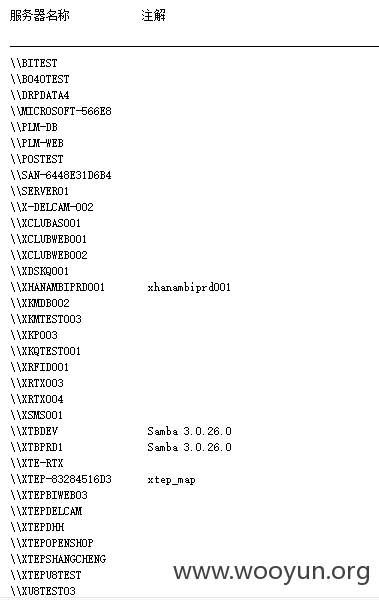 服务器名称 注解
\\BITEST
\\BO4OTEST
\\DRPDATA4
\\MICROSOFT-566E8
\\PLM-DB
\\PLM-WEB
\\POSTEST
\\SAN-6448E31D6B4
\\SERVER01
\\X-DELCAM-002
\\XCLUBAS001
\\XCLUBWEB001
\\XCLUBWEB002
\\XDSKQ001
\\XHANAMBIPRD001 xhanambiprd001
\\XKMDB002
\\XKMTEST003
\\XKP003
\\XKQTEST001
\\XRFID001
\\XRTX003
\\XRTX004
\\XSMS001
\\XTBDEV Samba 3.0.26.0
\\XTBPRD1 Samba 3.0.26.0
\\XTE-RTX
\\XTEP-83284516D3 xtep_map
\\XTEPBIWEB03
\\XTEPDELCAM
\\XTEPDHH
\\XTEPOPENSHOP
\\XTEPSHANGCHENG
\\XTEPU8TEST
\\XU8TEST03
www.wooyun.org